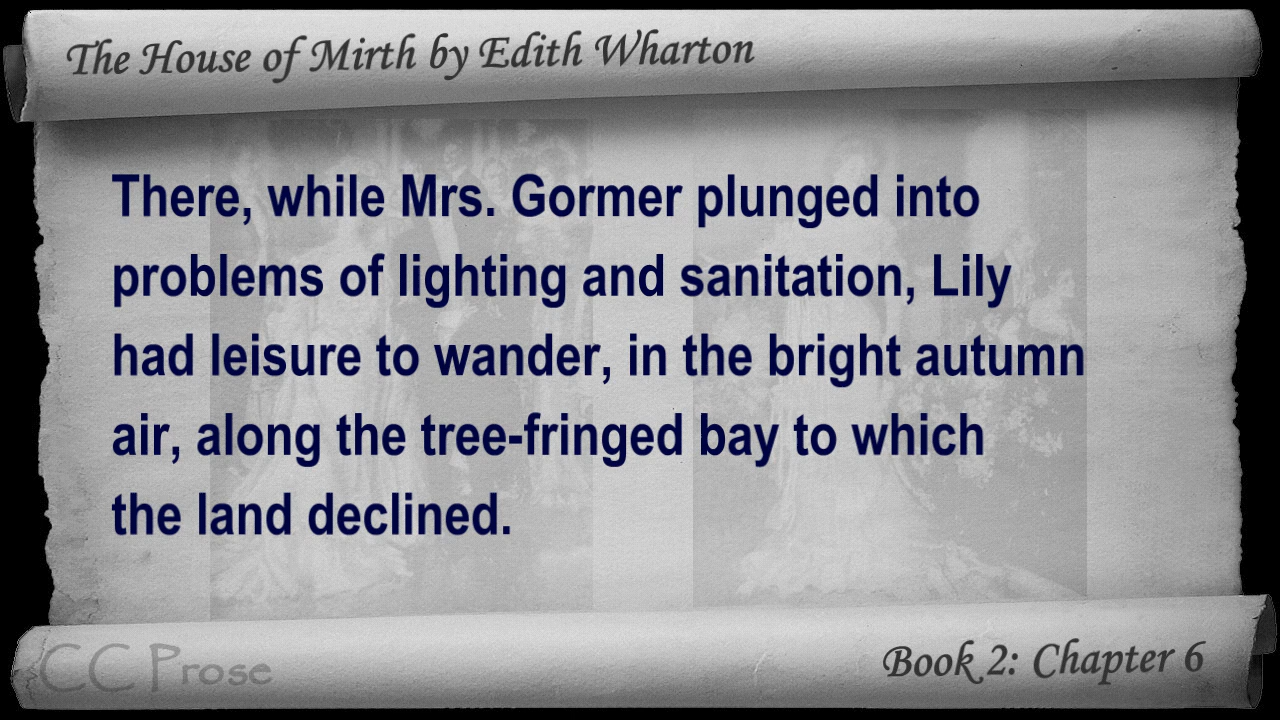 The House of Mirth by Edith Wharton
There, while Mrs. Gormer plunged into
problems of lighting and sanitation, Lily
had leisure to wander, in the bright autumn
air, along the tree-fringed bay to which
the land declined.
CC Prose
Book 2: Chapter 6